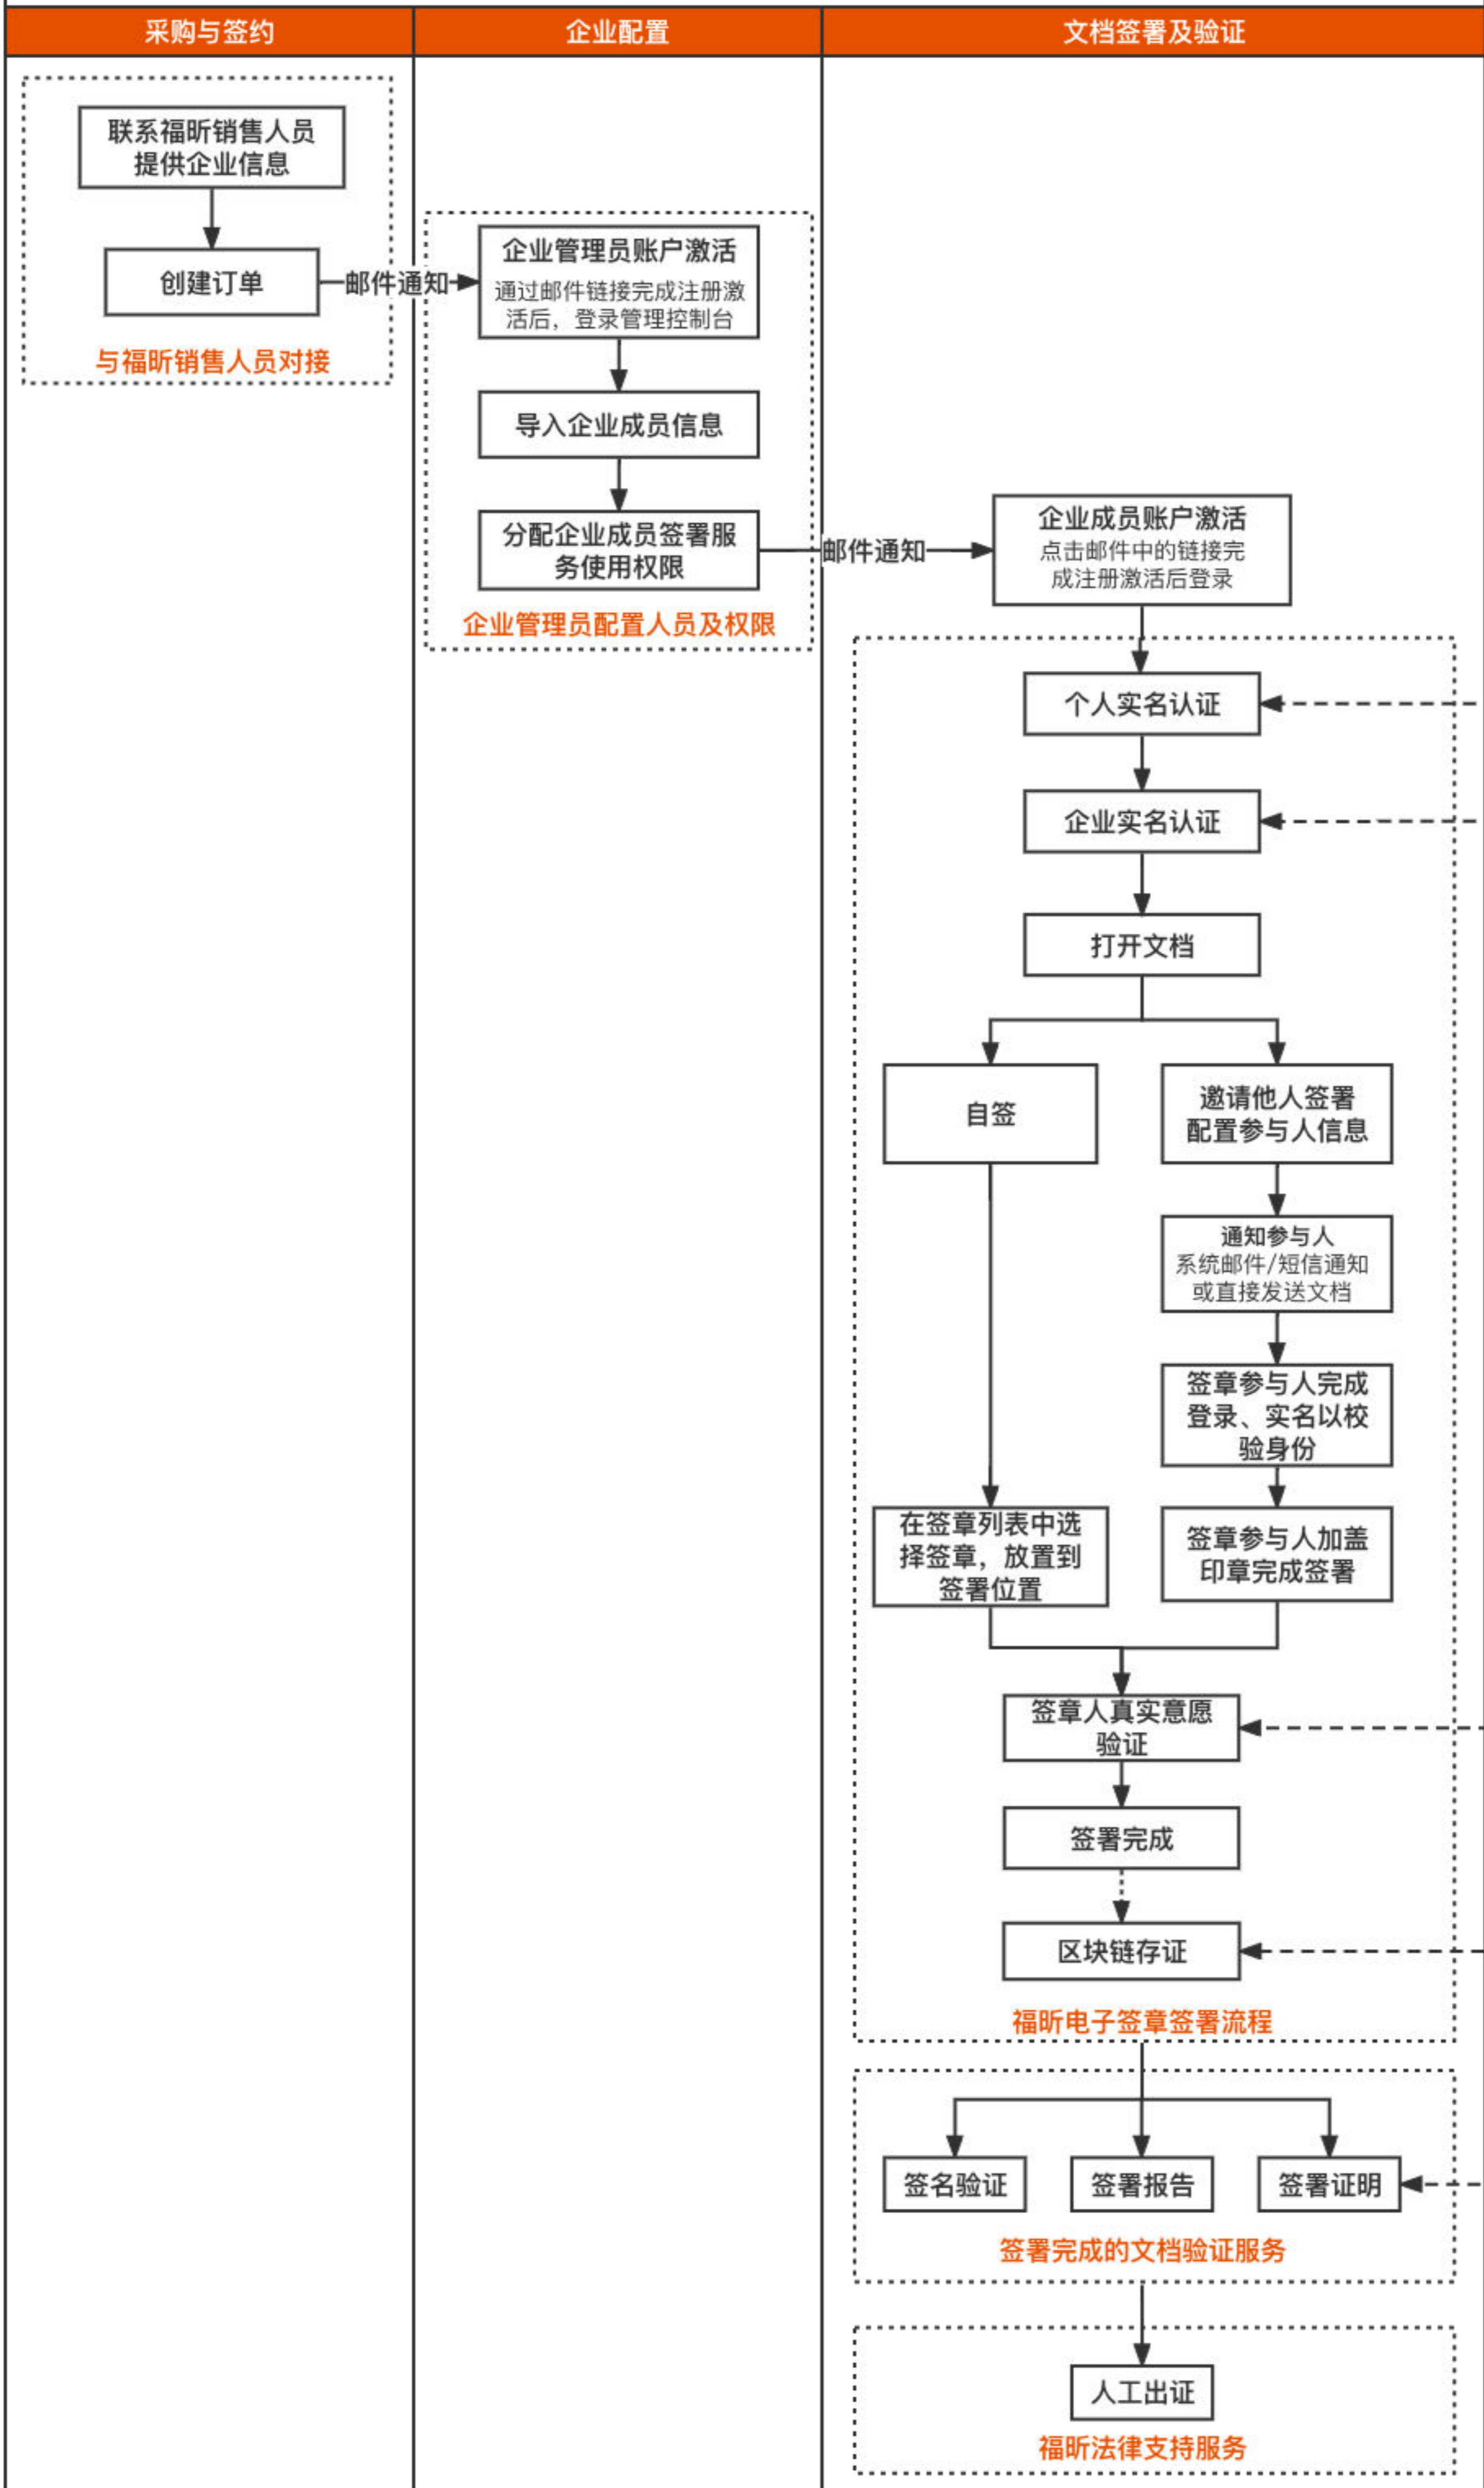 采购与签约
企业配置
文档签署及验证
联系福昕销售人员
提供企业信息
创建订单
与福昕销售人员对接
邮件通知
企业管理员账户激活
通过邮件链接完成注册激
活后，登录管理控制台
导入企业成员信息
分配企业成员签署服
务使用权限
企业管理员配置人员及权限
邮件通知
企业成员账户激活
点击邮件中的链接完
成注册激活后登录
个人实名认证
企业实名认证
打开文档
自签
邀请他人签署
配置参与人信息
通知参与人
系统邮件/短信通知
或直接发送文档
签章参与人完成
登录、实名以校
验身份
在签章列表中选
择签章，放置到
签署位置
签章参与人加盖
印章完成签署
签章人真实意愿
验证
签署完成
区块链存证
福昕电子签章签署流程
签名验证
签署报告
签署证明
签署完成的文档验证服务
人工出证
福昕法律支持服务